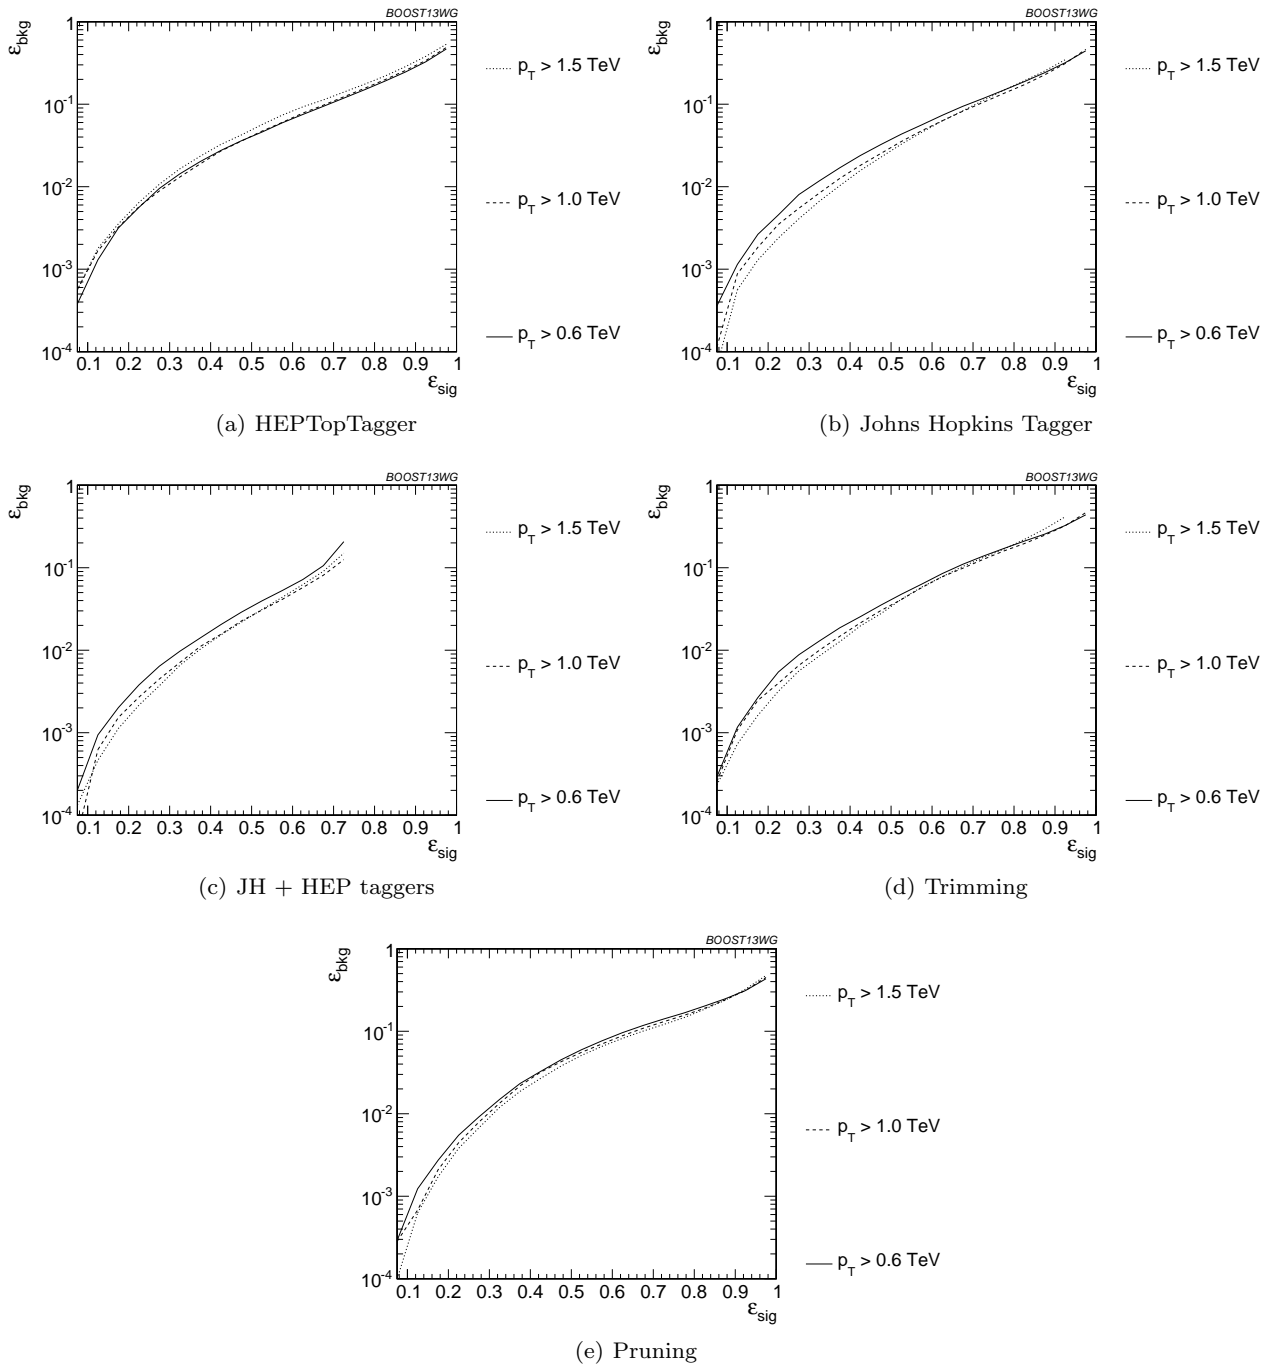 BOOST13WG
ε_bkg
1
10^-1
10^-2
10^-3
10^-4
0.1 0.2 0.3 0.4 0.5 0.6 0.7 0.8 0.9 1
ε_sig
p_T > 1.5 TeV
p_T > 1.0 TeV
p_T > 0.6 TeV
(a) HEPTopTagger
BOOST13WG
ε_bkg
1
10^-1
10^-2
10^-3
10^-4
0.1 0.2 0.3 0.4 0.5 0.6 0.7 0.8 0.9 1
ε_sig
p_T > 1.5 TeV
p_T > 1.0 TeV
p_T > 0.6 TeV
(b) Johns Hopkins Tagger
BOOST13WG
ε_bkg
1
10^-1
10^-2
10^-3
10^-4
0.1 0.2 0.3 0.4 0.5 0.6 0.7 0.8 0.9 1
ε_sig
p_T > 1.5 TeV
p_T > 1.0 TeV
p_T > 0.6 TeV
(c) JH + HEP taggers
BOOST13WG
ε_bkg
1
10^-1
10^-2
10^-3
10^-4
0.1 0.2 0.3 0.4 0.5 0.6 0.7 0.8 0.9 1
ε_sig
p_T > 1.5 TeV
p_T > 1.0 TeV
p_T > 0.6 TeV
(d) Trimming
BOOST13WG
ε_bkg
1
10^-1
10^-2
10^-3
10^-4
0.1 0.2 0.3 0.4 0.5 0.6 0.7 0.8 0.9 1
ε_sig
p_T > 1.5 TeV
p_T > 1.0 TeV
p_T > 0.6 TeV
(e) Pruning